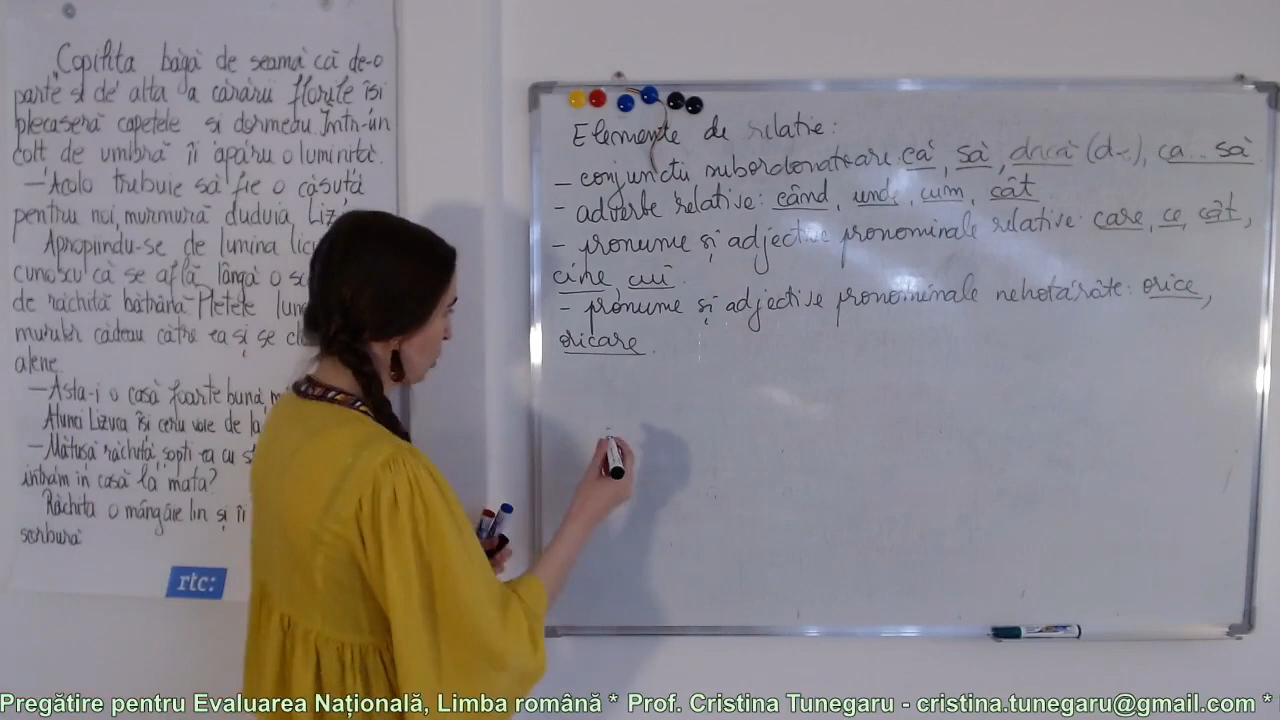 Copilița băgă de seamă că de-o
parte și de alta a cărării florile își
plecaseră capetele și dormeau. Într-un
colț de umbră îi apăru o luminiță.
— Acolo trebuie să fie o căsuță
pentru noi, murmură duduia Liz
Apropiindu-se de lumina
cunoscu că se află lângă o
de răchită bătrână. Pletele
cădeau către ea și se
alene.
— Asta-i o casă foarte bună
Atunci Lizuca își ceru voie de la
— Mătușă răchită, șopti ea cu
intrăm în casă la mata?
Răchita o mângâie lin și îi
scorbura
rtc:
Elemente de relație:
– conjuncții subordonatoare: că, să, dacă (de), ca... să
– adverbe relative: când, unde, cum, cât.
– pronume și adjective pronominale relative: care, ce, cât,
cine, cui.
– pronume și adjective pronominale nehotărâte: orice,
oricare.
Pregătire pentru Evaluarea Națională, Limba română * Prof. Cristina Tunegaru - cristina.tunegaru@gmail.com *